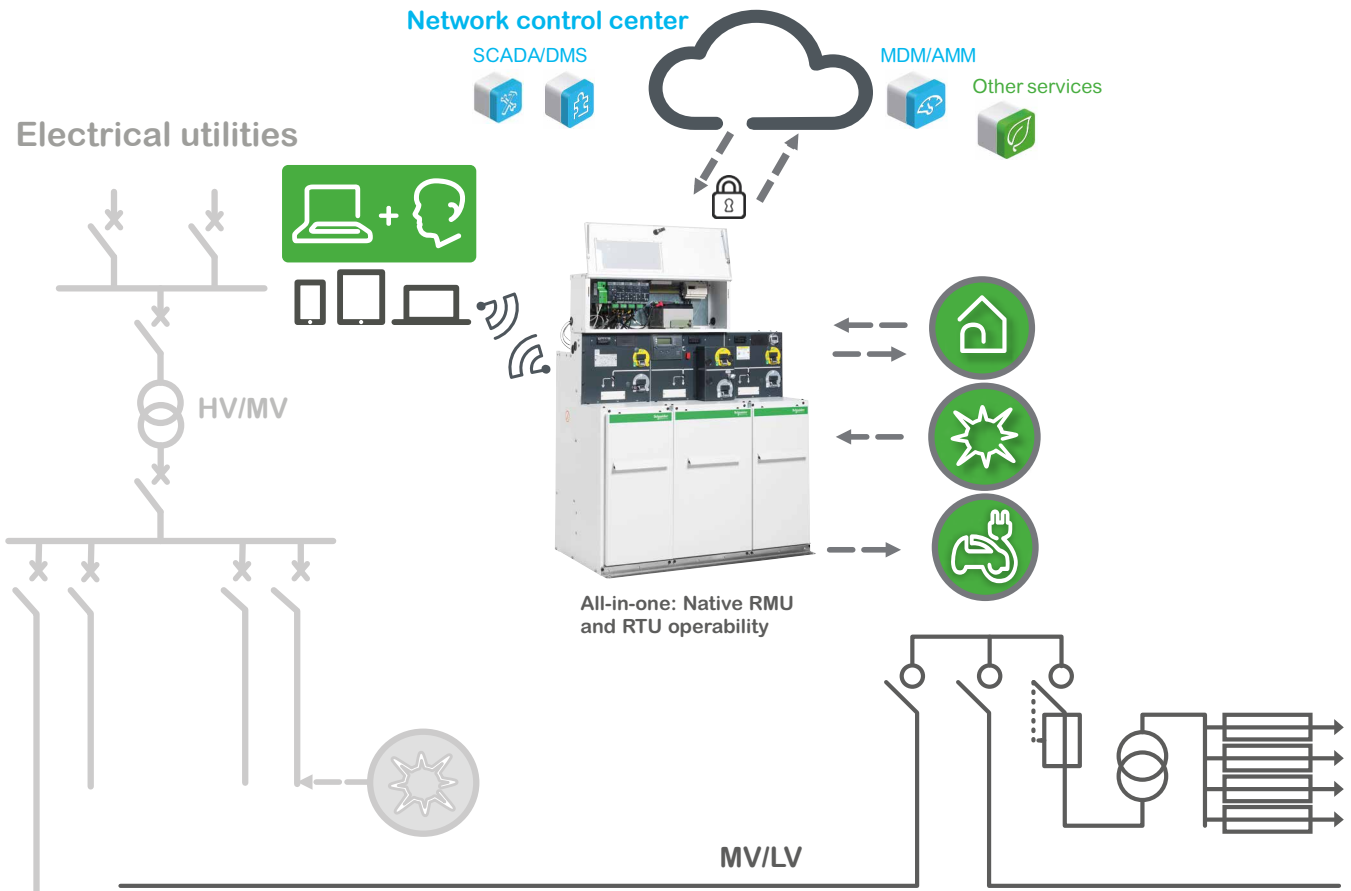 Network control center
SCADA/DMS
MDM/AMM
Other services
Electrical utilities
HV/MV
All-in-one: Native RMU
and RTU operability
MV/LV